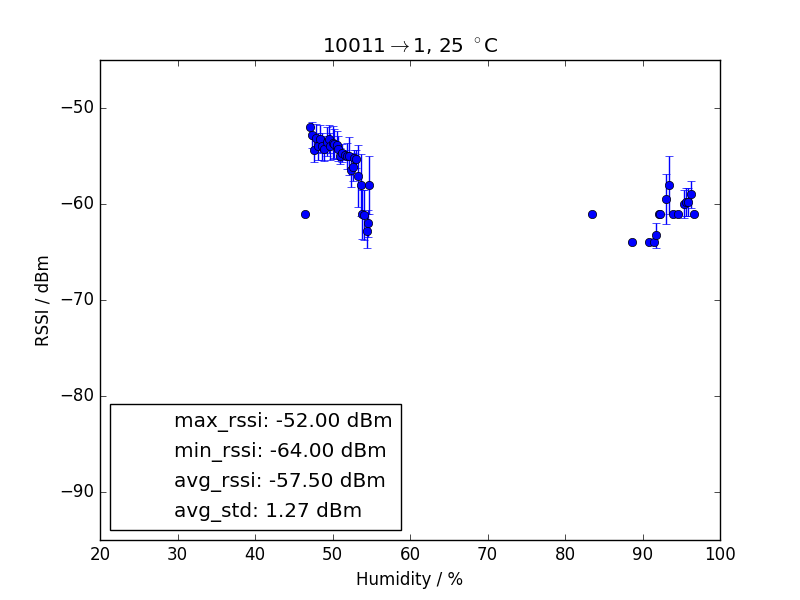 10011→1, 25 °C
−50
−60
−70
−80
−90
RSSI / dBm
max_rssi: -52.00 dBm
min_rssi: -64.00 dBm
avg_rssi: -57.50 dBm
avg_std: 1.27 dBm
20 30 40 50 60 70 80 90 100
Humidity / %